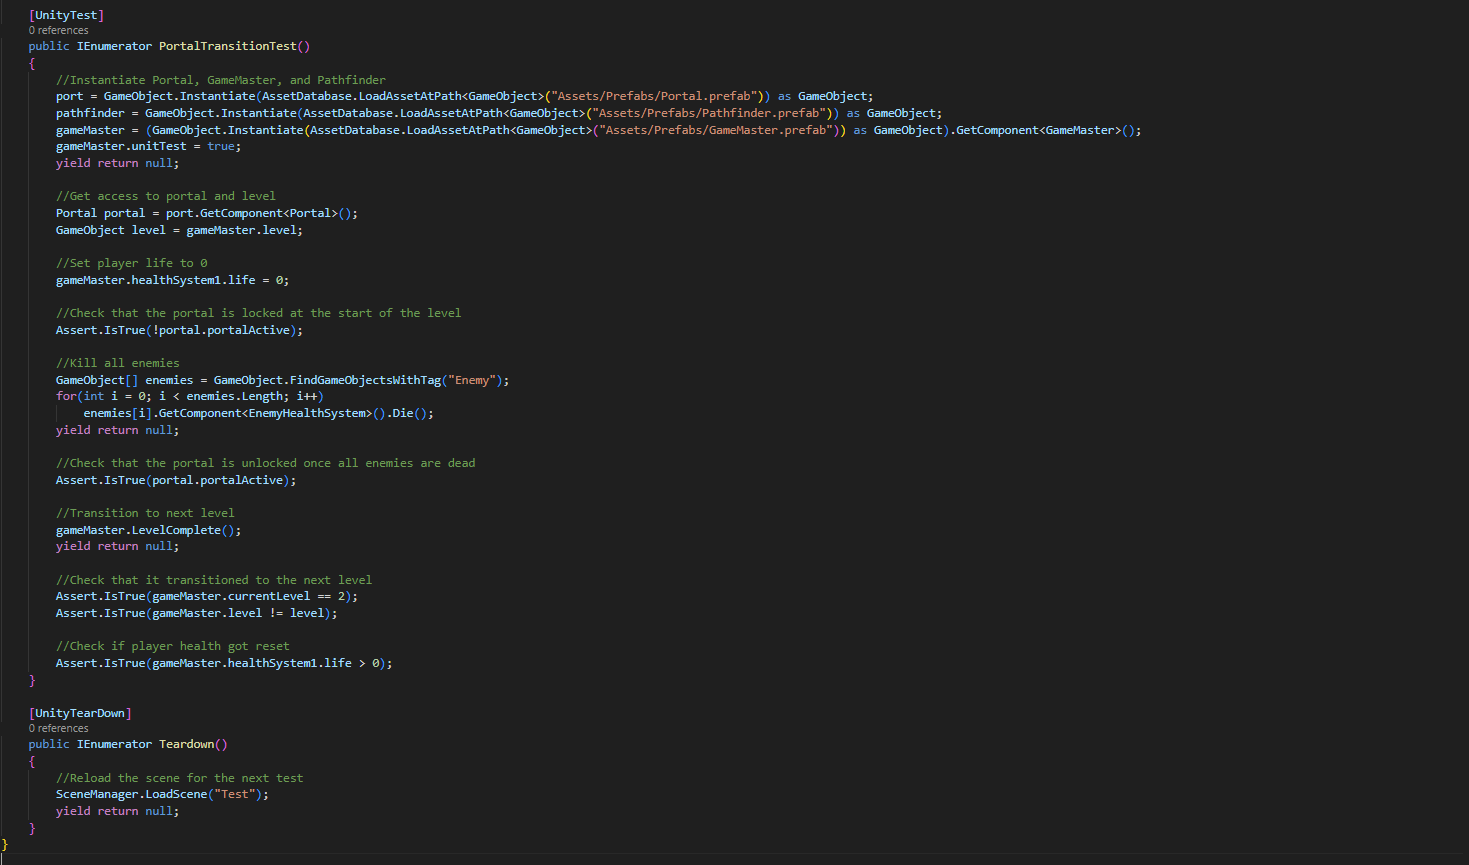 [UnityTest]
0 references
public IEnumerator PortalTransitionTest()
{
    //Instantiate Portal, GameMaster, and Pathfinder
    port = GameObject.Instantiate(AssetDatabase.LoadAssetAtPath<GameObject>("Assets/Prefabs/Portal.prefab")) as GameObject;
    pathfinder = GameObject.Instantiate(AssetDatabase.LoadAssetAtPath<GameObject>("Assets/Prefabs/Pathfinder.prefab")) as GameObject;
    gameMaster = (GameObject.Instantiate(AssetDatabase.LoadAssetAtPath<GameObject>("Assets/Prefabs/GameMaster.prefab")) as GameObject).GetComponent<GameMaster>();
    gameMaster.unitTest = true;
    yield return null;

    //Get access to portal and level
    Portal portal = port.GetComponent<Portal>();
    GameObject level = gameMaster.level;

    //Set player life to 0
    gameMaster.healthSystem1.life = 0;

    //Check that the portal is locked at the start of the level
    Assert.IsTrue(!portal.portalActive);

    //Kill all enemies
    GameObject[] enemies = GameObject.FindGameObjectsWithTag("Enemy");
    for(int i = 0; i < enemies.Length; i++)
        enemies[i].GetComponent<EnemyHealthSystem>().Die();
    yield return null;

    //Check that the portal is unlocked once all enemies are dead
    Assert.IsTrue(portal.portalActive);

    //Transition to next level
    gameMaster.LevelComplete();
    yield return null;

    //Check that it transitioned to the next level
    Assert.IsTrue(gameMaster.currentLevel == 2);
    Assert.IsTrue(gameMaster.level != level);

    //Check if player health got reset
    Assert.IsTrue(gameMaster.healthSystem1.life > 0);
}

[UnityTearDown]
0 references
public IEnumerator Teardown()
{
    //Reload the scene for the next test
    SceneManager.LoadScene("Test");
    yield return null;
}
}